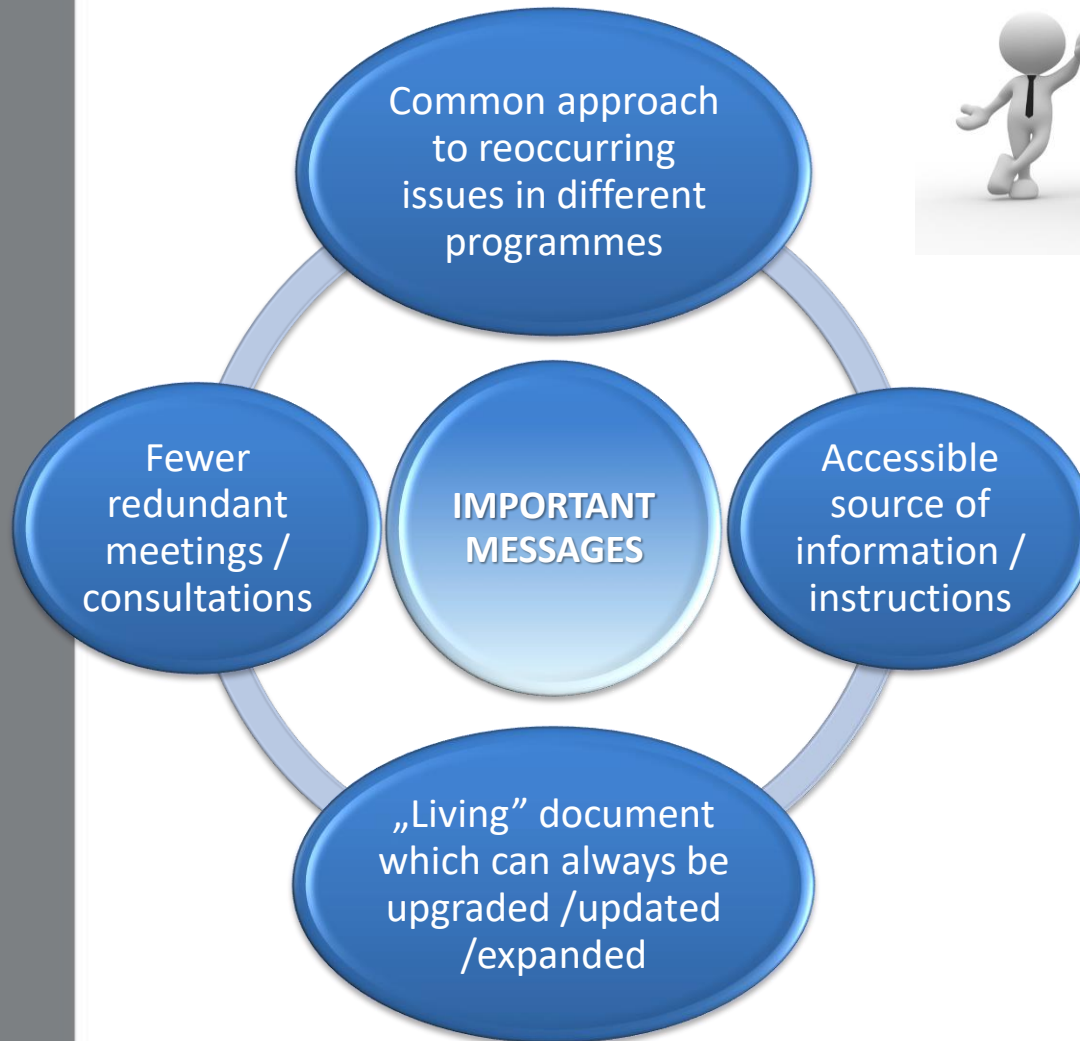 Common approach
to reoccurring
issues in different
programmes
Fewer
redundant
meetings /
consultations
IMPORTANT
MESSAGES
Accessible
source of
information /
instructions
„Living” document
which can always be
upgraded /updated
/expanded